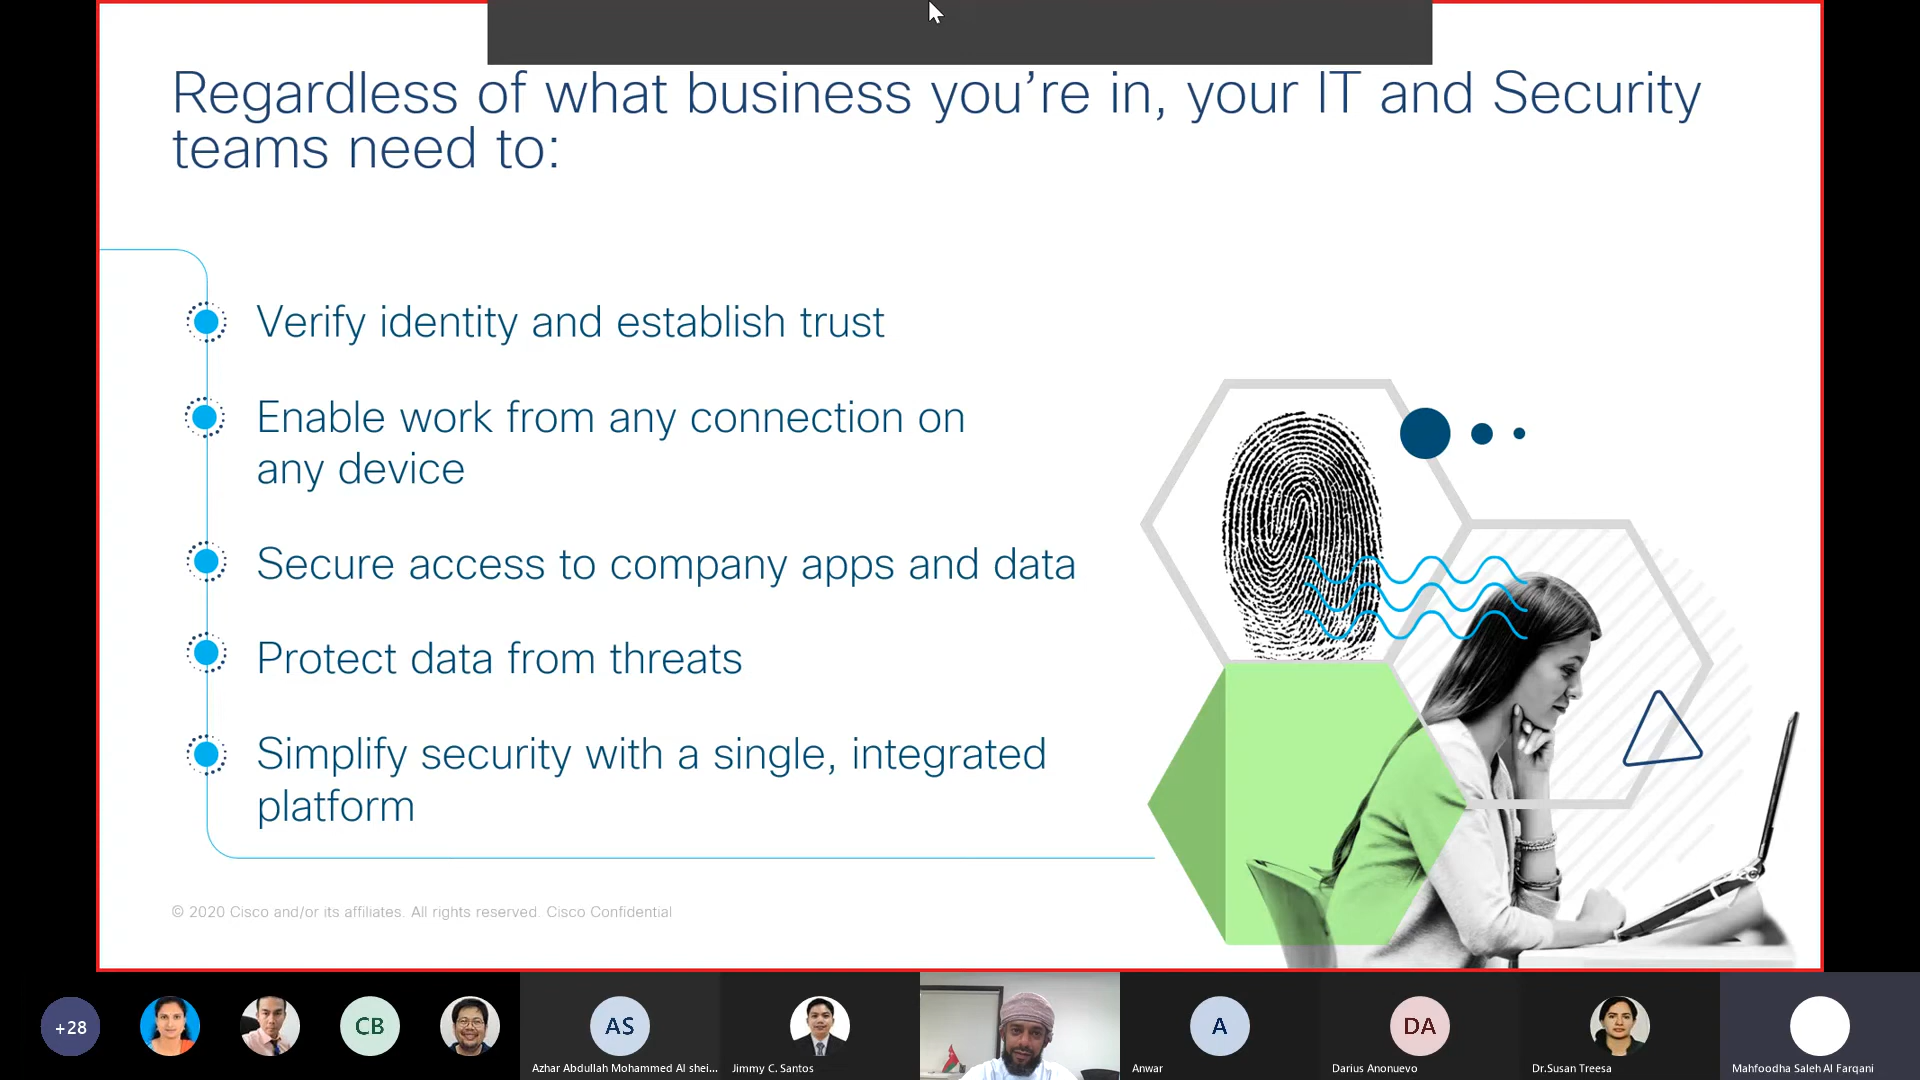 Regardless of what business you’re in, your IT and Security
teams need to:
Verify identity and establish trust
Enable work from any connection on
any device
Secure access to company apps and data
Protect data from threats
Simplify security with a single, integrated
platform
© 2020 Cisco and/or its affiliates. All rights reserved. Cisco Confidential
+28
CB
AS
Azhar Abdullah Mohammed Al shei...
Jimmy C. Santos
A
Anwar
DA
Darius Anonuevo
Dr.Susan Treesa
Mahfoodha Saleh Al Farqani